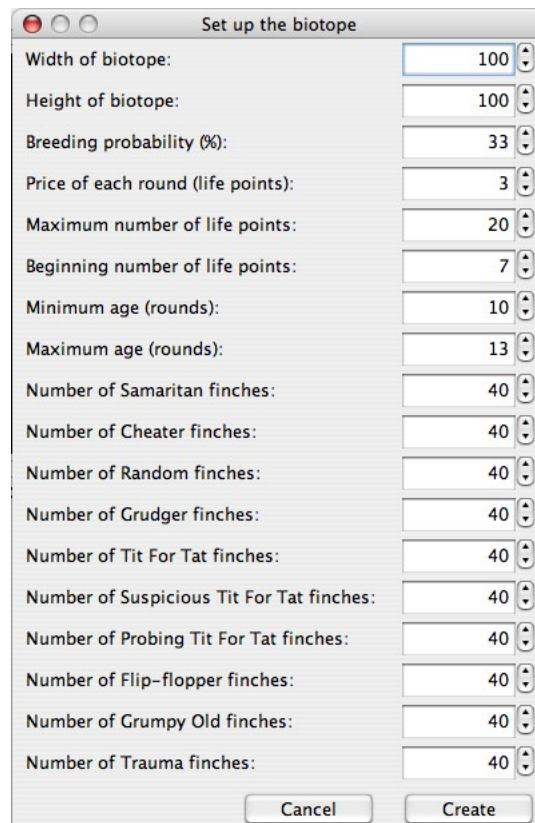 Set up the biotope
Width of biotope: 100
Height of biotope: 100
Breeding probability (%): 33
Price of each round (life points): 3
Maximum number of life points: 20
Beginning number of life points: 7
Minimum age (rounds): 10
Maximum age (rounds): 13
Number of Samaritan finches: 40
Number of Cheater finches: 40
Number of Random finches: 40
Number of Grudger finches: 40
Number of Tit For Tat finches: 40
Number of Suspicious Tit For Tat finches: 40
Number of Probing Tit For Tat finches: 40
Number of Flip-flopper finches: 40
Number of Grumpy Old finches: 40
Number of Trauma finches: 40
Cancel Create